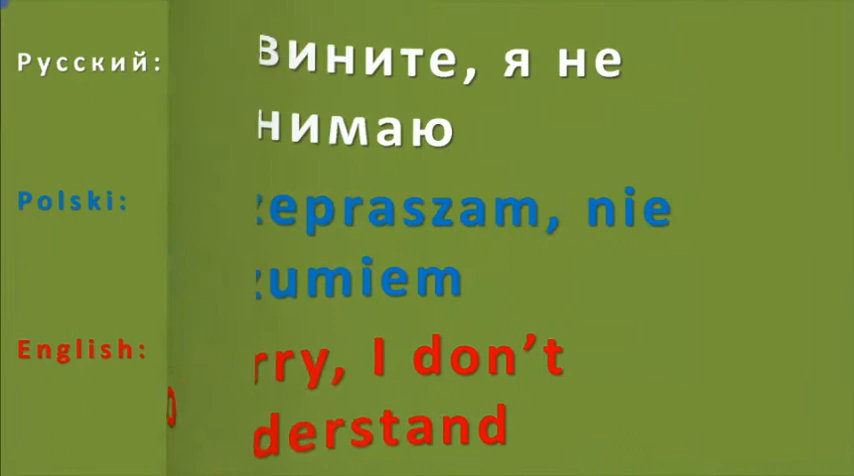 Русский:
вините, я не
нимаю
Polski:
zepraszam, nie
zumiem
English:
rry, I don’t
derstand